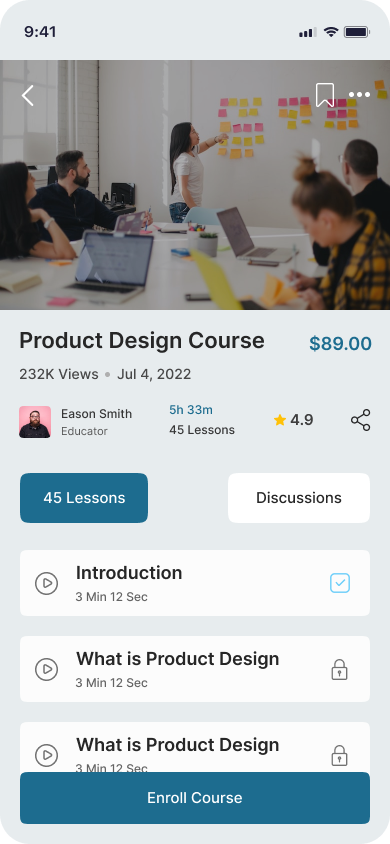 9:41
Product Design Course
$89.00
232K Views • Jul 4, 2022
Eason Smith
Educator
5h 33m
45 Lessons
4.9
45 Lessons
Discussions
Introduction
3 Min 12 Sec
What is Product Design
3 Min 12 Sec
What is Product Design
3 Min 12 Sec
Enroll Course